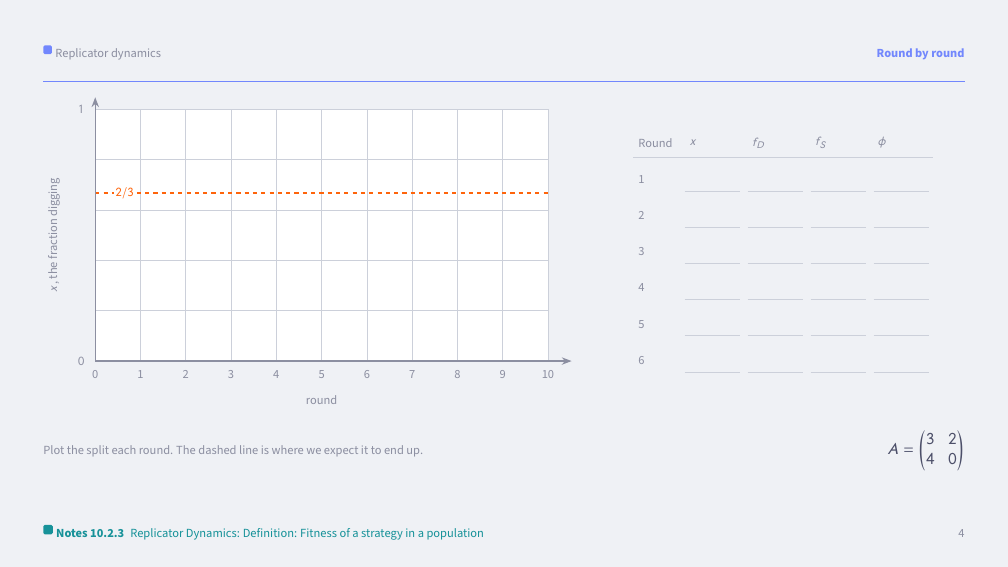 Replicator dynamics
Round by round
1
2/3
0
x, the fraction digging
0 1 2 3 4 5 6 7 8 9 10
round
Round x f_D f_S ϕ
1
2
3
4
5
6
Plot the split each round. The dashed line is where we expect it to end up.
A = (3 2
4 0)
Notes 10.2.3 Replicator Dynamics: Definition: Fitness of a strategy in a population
4